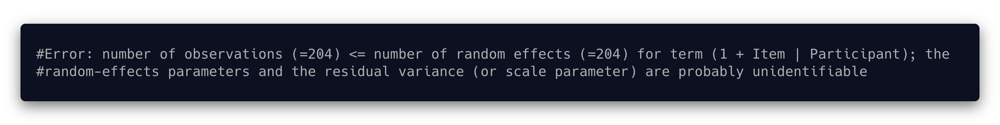 #Error: number of observations (=204) <= number of random effects (=204) for term (1 + Item | Participant); the
#random-effects parameters and the residual variance (or scale parameter) are probably unidentifiable